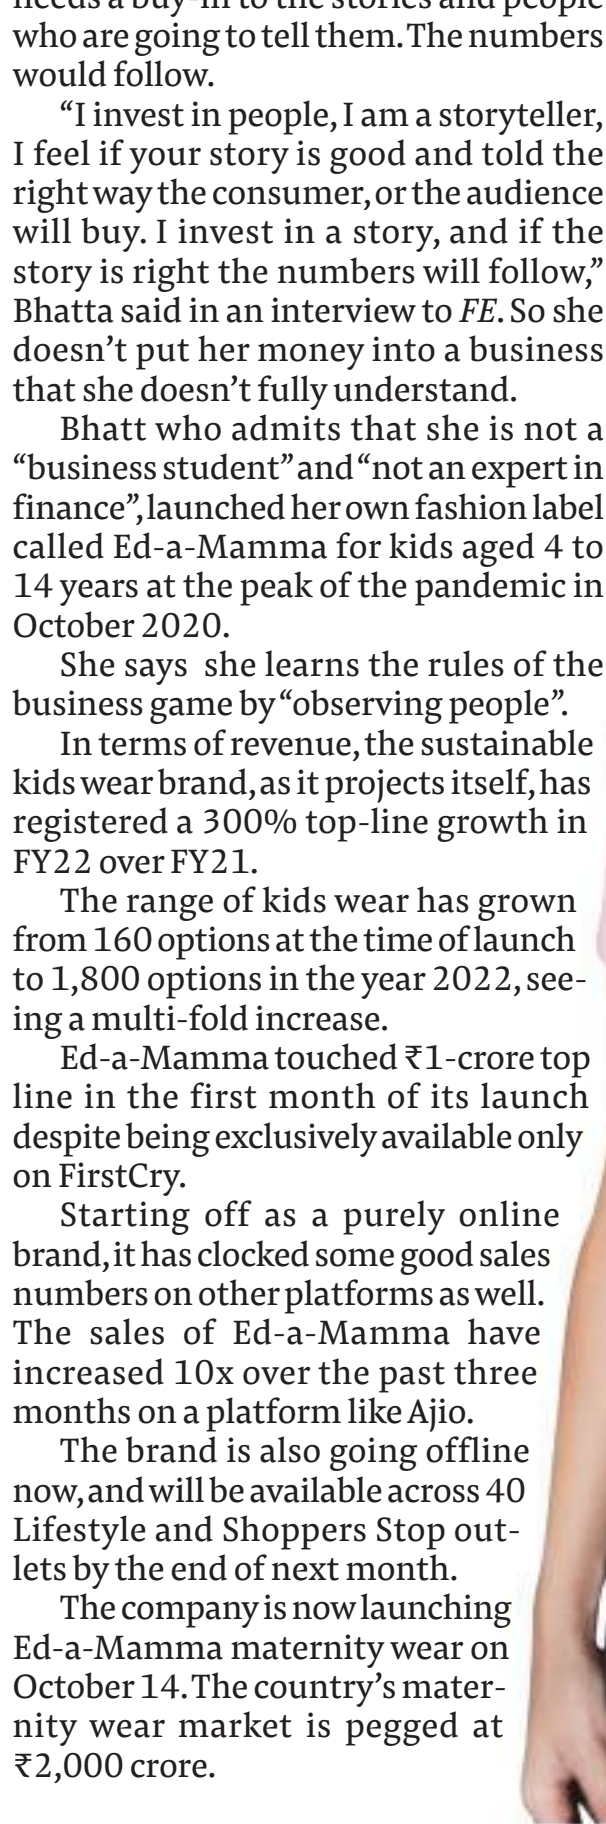 needs a buy-in to the stories and people
who are going to tell them. The numbers
would follow.
“I invest in people, I am a storyteller,
I feel if your story is good and told the
right way the consumer, or the audience
will buy. I invest in a story, and if the
story is right the numbers will follow,”
Bhatta said in an interview to FE. So she
doesn’t put her money into a business
that she doesn’t fully understand.
Bhatt who admits that she is not a
“business student” and “not an expert in
finance”, launched her own fashion label
called Ed-a-Mamma for kids aged 4 to
14 years at the peak of the pandemic in
October 2020.
She says she learns the rules of the
business game by “observing people”.
In terms of revenue, the sustainable
kids wear brand, as it projects itself, has
registered a 300% top-line growth in
FY22 over FY21.
The range of kids wear has grown
from 160 options at the time of launch
to 1,800 options in the year 2022, see-
ing a multi-fold increase.
Ed-a-Mamma touched ₹1-crore top
line in the first month of its launch
despite being exclusively available only
on FirstCry.
Starting off as a purely online
brand, it has clocked some good sales
numbers on other platforms as well.
The sales of Ed-a-Mamma have
increased 10x over the past three
months on a platform like Ajio.
The brand is also going offline
now, and will be available across 40
Lifestyle and Shoppers Stop out-
lets by the end of next month.
The company is now launching
Ed-a-Mamma maternity wear on
October 14. The country’s mater-
nity wear market is pegged at
₹2,000 crore.